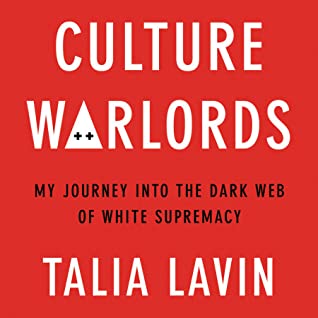 CULTURE
WARLORDS
MY JOURNEY INTO THE DARK WEB
OF WHITE SUPREMACY
TALIA LAVIN